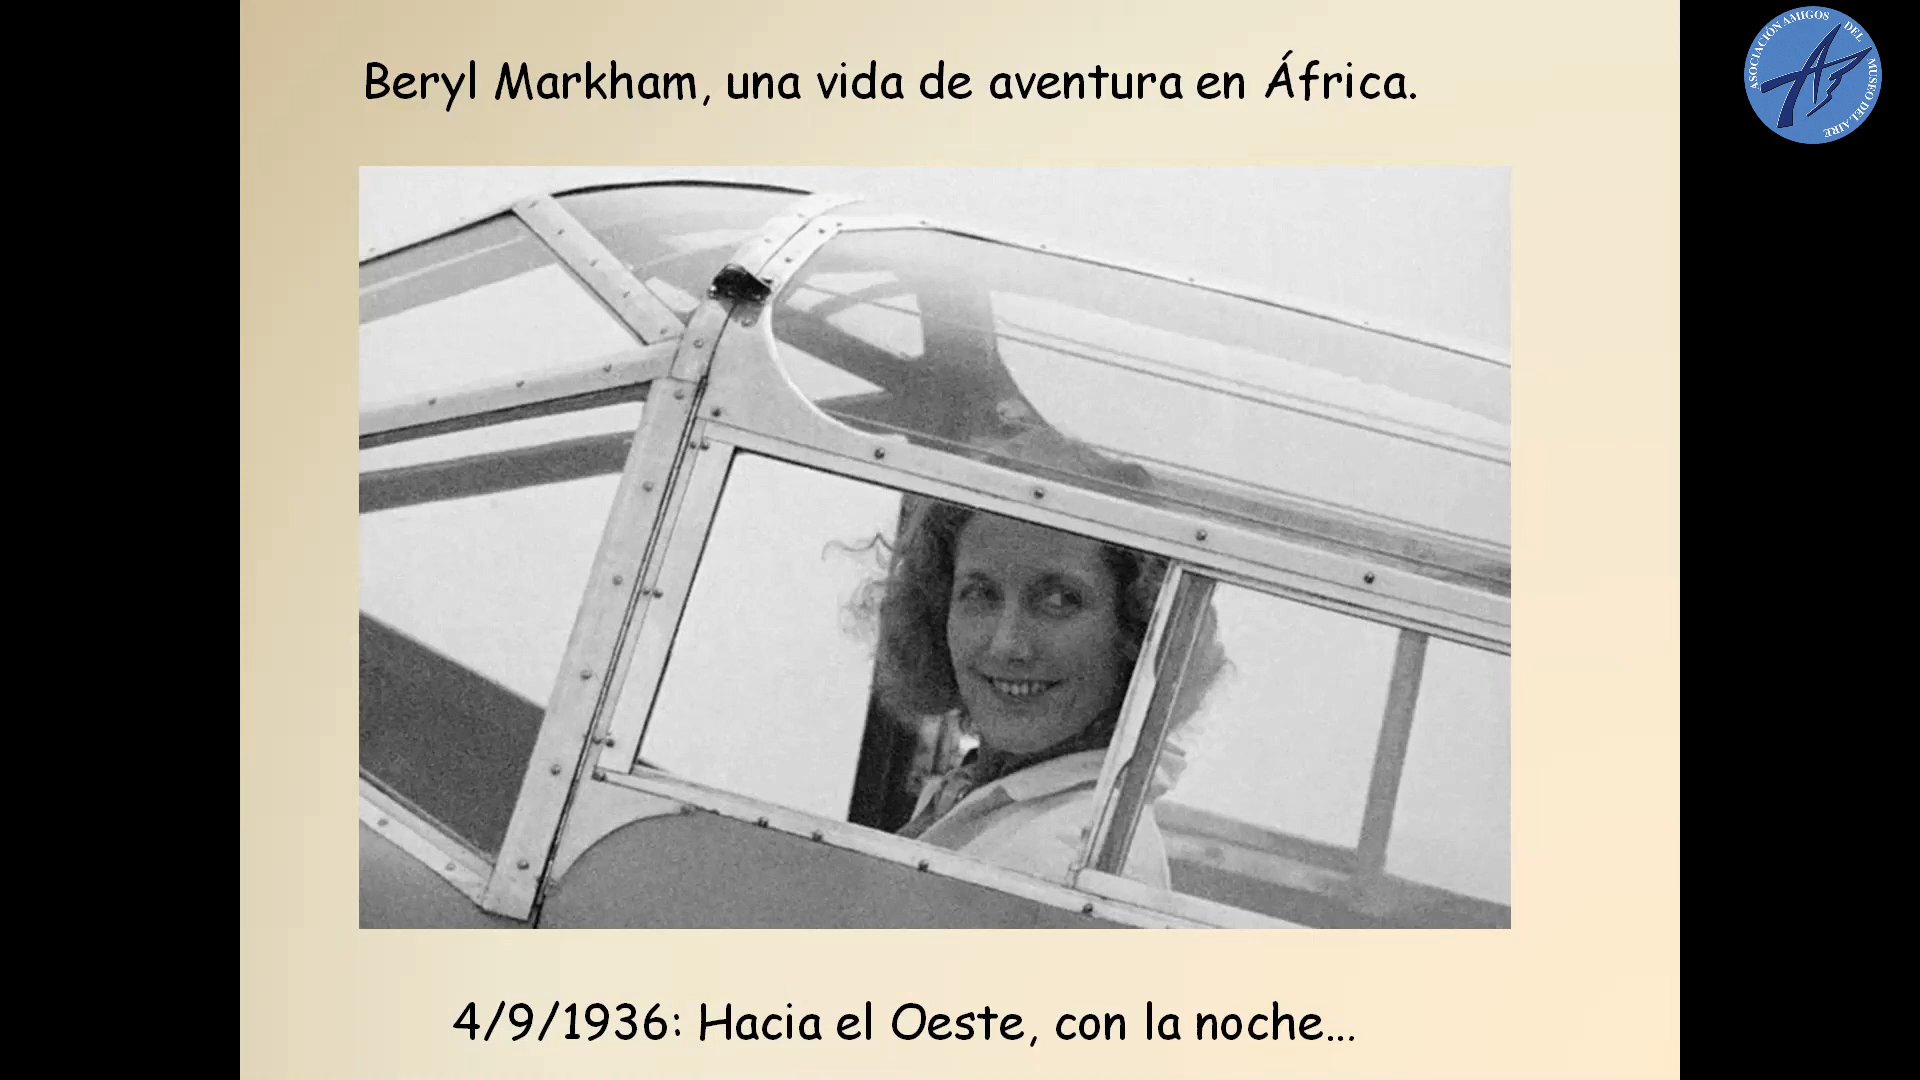 Beryl Markham, una vida de aventura en África.
ASOCIACIÓN AMIGOS DEL MUSEO DEL AIRE
4/9/1936: Hacia el Oeste, con la noche...